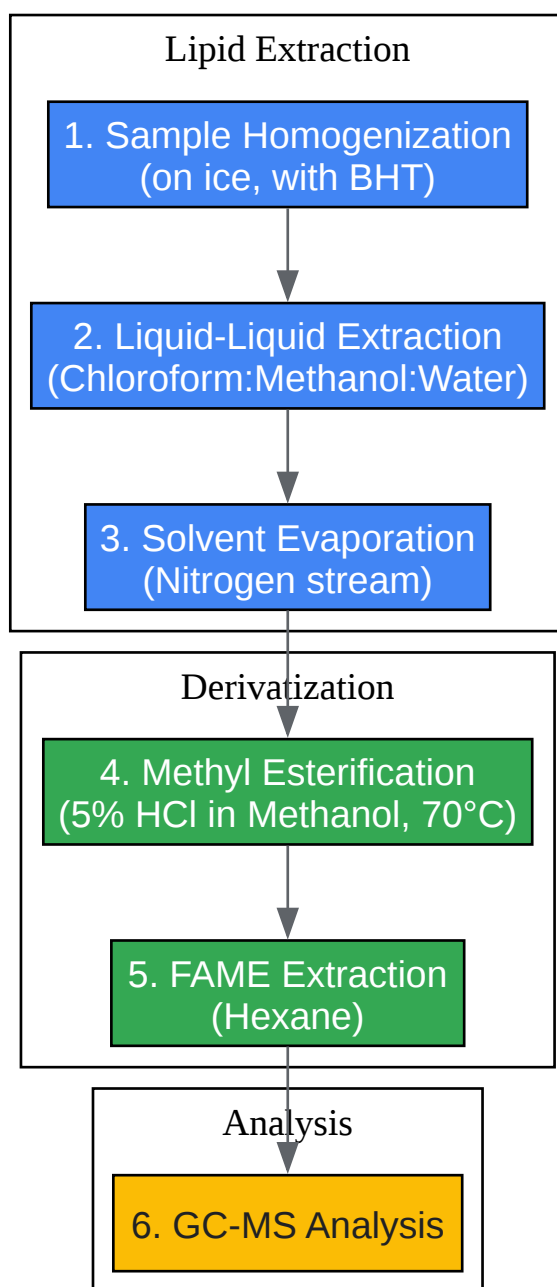 Lipid Extraction
1. Sample Homogenization
(on ice, with BHT)
2. Liquid-Liquid Extraction
(Chloroform:Methanol:Water)
3. Solvent Evaporation
(Nitrogen stream)
Derivatization
4. Methyl Esterification
(5% HCl in Methanol, 70°C)
5. FAME Extraction
(Hexane)
Analysis
6. GC-MS Analysis